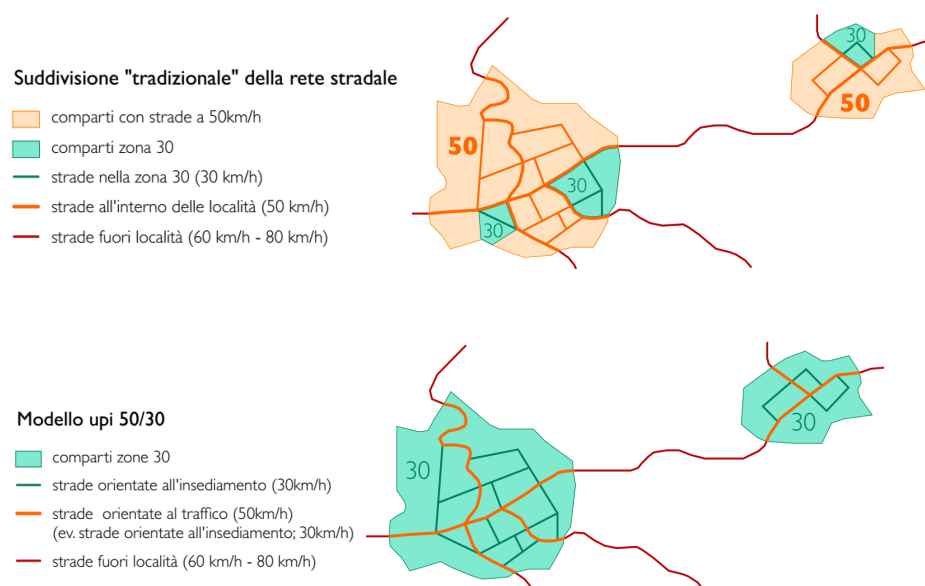 Suddivisione "tradizionale" della rete stradale
comparti con strade a 50km/h
comparti zona 30
strade nella zona 30 (30 km/h)
strade all'interno delle località (50 km/h)
strade fuori località (60 km/h - 80 km/h)
50
30
30
30
50
Modello upi 50/30
comparti zone 30
strade orientate all'insediamento (30km/h)
strade orientate al traffico (50km/h)
(ev. strade orientate all'insediamento; 30km/h)
strade fuori località (60 km/h - 80 km/h)
30
30